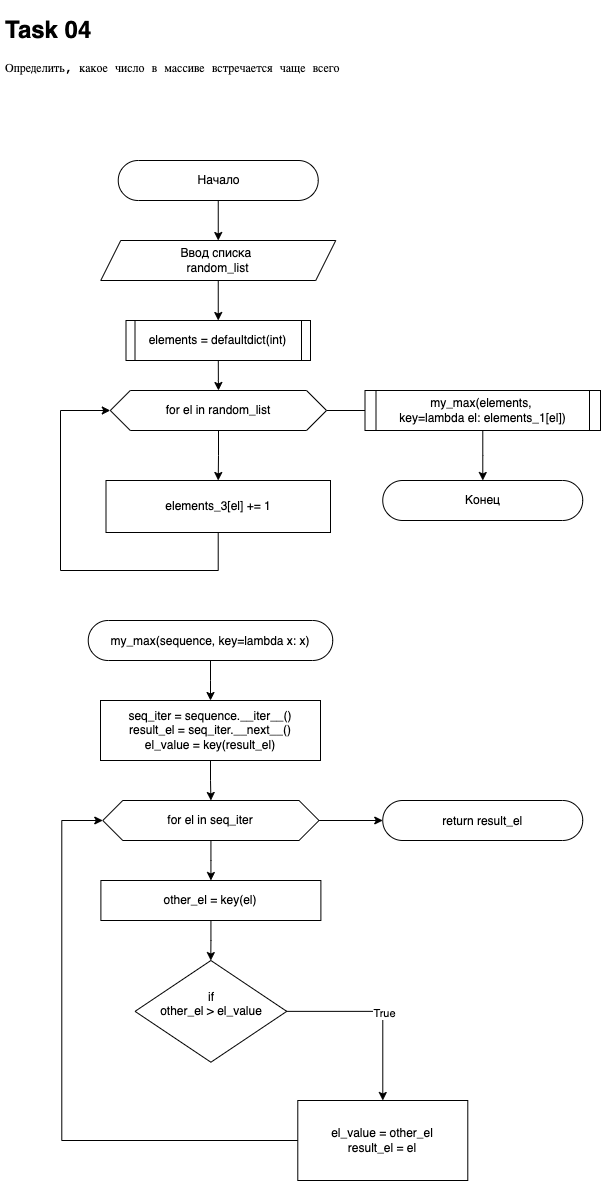 Task 04
Определить, какое число в массиве встречается чаще всего
Начало
Ввод списка
random_list
elements = defaultdict(int)
for el in random_list
my_max(elements,
key=lambda el: elements_1[el])
elements_3[el] += 1
Конец
my_max(sequence, key=lambda x: x)
seq_iter = sequence.__iter__()
result_el = seq_iter.__next__()
el_value = key(result_el)
for el in seq_iter
return result_el
other_el = key(el)
if
other_el > el_value
True
el_value = other_el
result_el = el